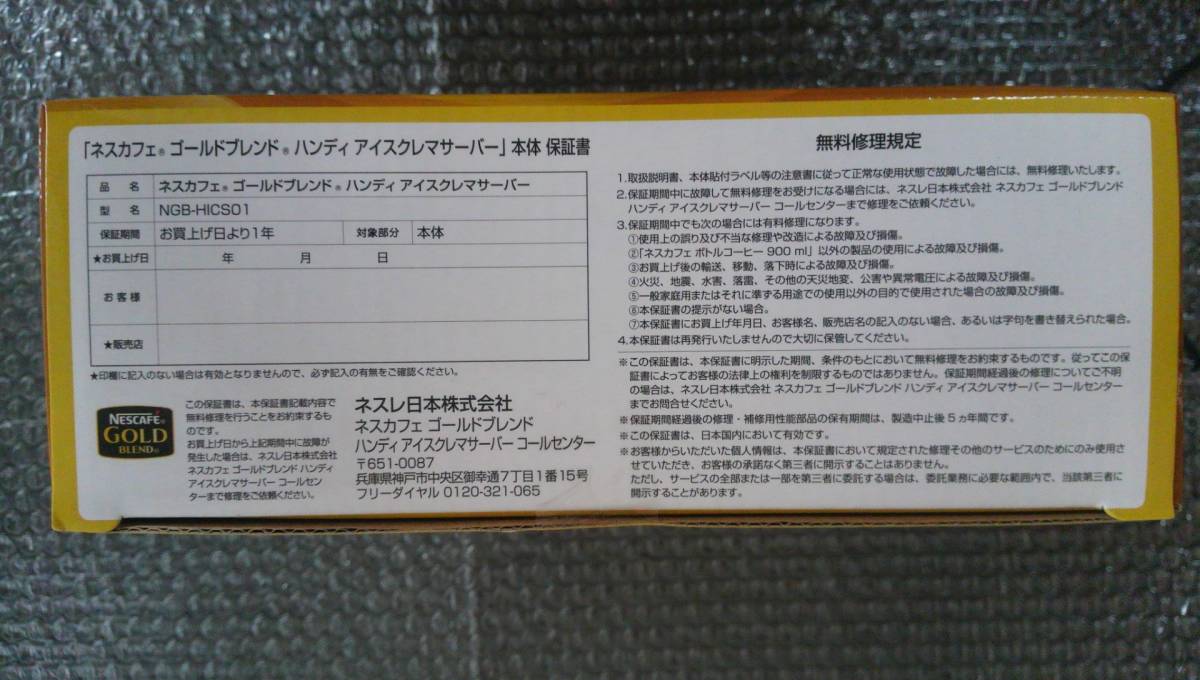 「ネスカフェ® ゴールドブレンド® ハンディ アイスクレマサーバー」本体 保証書
品 名 ネスカフェ® ゴールドブレンド® ハンディ アイスクレマサーバー
型 名 NGB-HICS01
保証期間 お買上げ日より1年 対象部分 本体
★お買上げ日 年 月 日
お 客 様
★販売店
★印欄に記入のない場合は有効となりませんので、必ず記入の有無をご確認ください。
NESCAFÉ®
GOLD
BLEND®
この保証書は、本保証書記載内容で
無料修理を行うことをお約束するも
のです。
お買上げ日から上記期間中に故障が
発生した場合は、ネスレ日本株式会社
ネスカフェ ゴールドブレンド ハンディ
アイスクレマサーバー コールセン
ターまで修理をご依頼ください。
ネスレ日本株式会社
ネスカフェ ゴールドブレンド
ハンディ アイスクレマサーバー コールセンター
〒651-0087
兵庫県神戸市中央区御幸通7丁目1番15号
フリーダイヤル 0120-321-065
無料修理規定
1.取扱説明書、本体貼付ラベル等の注意書に従って正常な使用状態で故障した場合には、無料修理いたします。
2.保証期間中に故障して無料修理をお受けになる場合には、ネスレ日本株式会社 ネスカフェ ゴールドブレンド
ハンディ アイスクレマサーバー コールセンターまで修理をご依頼ください。
3.保証期間中でも次の場合には有料修理になります。
①使用上の誤り及び不当な修理や改造による故障及び損傷。
②「ネスカフェ ボトルコーヒー 900 ml」以外の製品の使用による故障及び損傷。
③お買上げ後の輸送、移動、落下時による故障及び損傷。
④火災、地震、水害、落雷、その他の天災地変、公害や異常電圧による故障及び損傷。
⑤一般家庭用またはそれに準ずる用途での使用以外の目的で使用された場合の故障及び損傷。
⑥本保証書の提示がない場合。
⑦本保証書にお買上げ年月日、お客様名、販売店名の記入のない場合、あるいは字句を書き替えられた場合。
4.本保証書は再発行いたしませんので大切に保管してください。
※この保証書は、本保証書に明示した期間、条件のもとにおいて無料修理をお約束するものです。従ってこの保
証書によってお客様の法律上の権利を制限するものではありません。保証期間経過後の修理についてご不明
の場合は、ネスレ日本株式会社 ネスカフェ ゴールドブレンド ハンディ アイスクレマサーバー コールセンター
までお問合せください。
※保証期間経過後の修理・補修用性能部品の保有期間は、製造中止後 5ヵ年間です。
※この保証書は、日本国内において有効です。
※お客様からいただいた個人情報は、本保証書において規定された修理その他のサービスのためにのみ使用さ
せていただき、お客様の承諾なく第三者に開示することはありません。
ただし、サービスの全部または一部を第三者に委託する場合は、委託業務に必要な範囲内で、当該第三者に
開示することがあります。